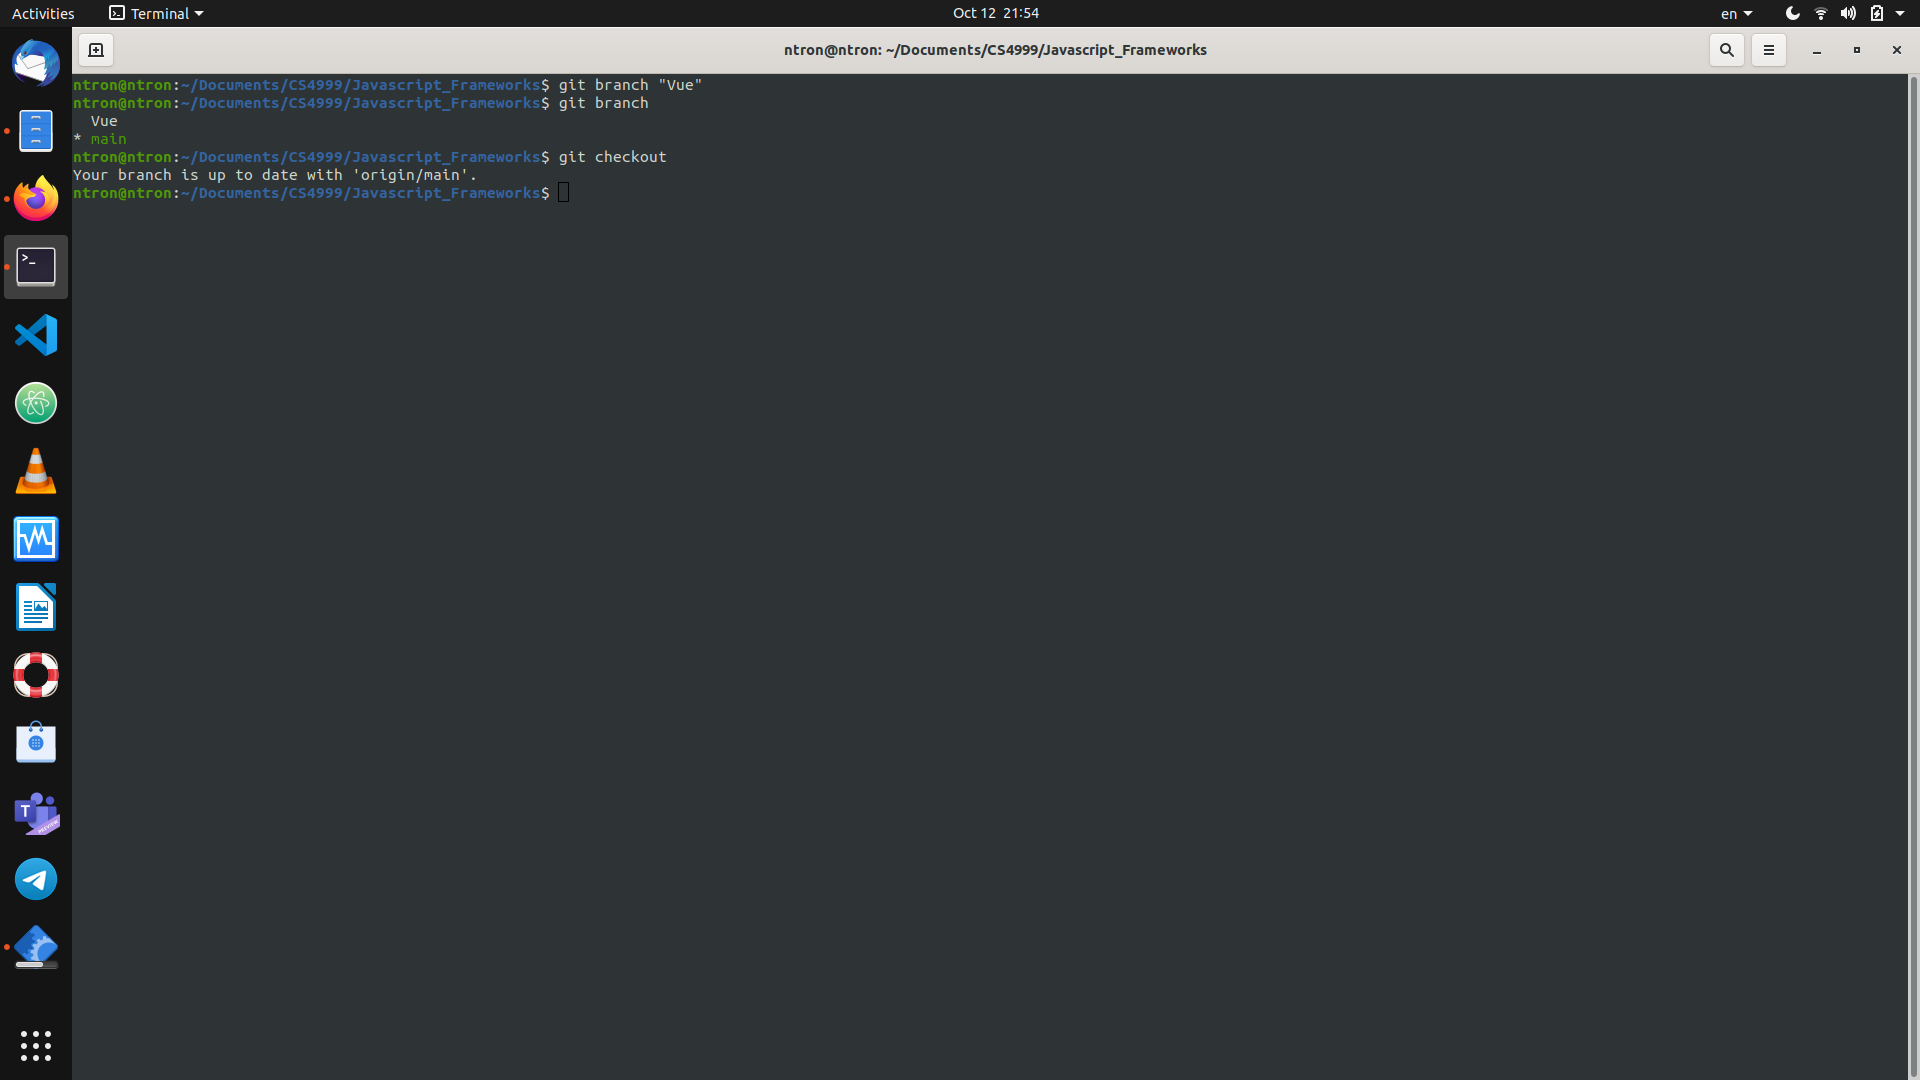 Activities
Terminal
Oct 12 21:54
en
ntron@ntron: ~/Documents/CS4999/Javascript_Frameworks
ntron@ntron:~/Documents/CS4999/Javascript_Frameworks$ git branch "Vue"
ntron@ntron:~/Documents/CS4999/Javascript_Frameworks$ git branch
  Vue
* main
ntron@ntron:~/Documents/CS4999/Javascript_Frameworks$ git checkout
Your branch is up to date with 'origin/main'.
ntron@ntron:~/Documents/CS4999/Javascript_Frameworks$
>_
T
PREVIEW